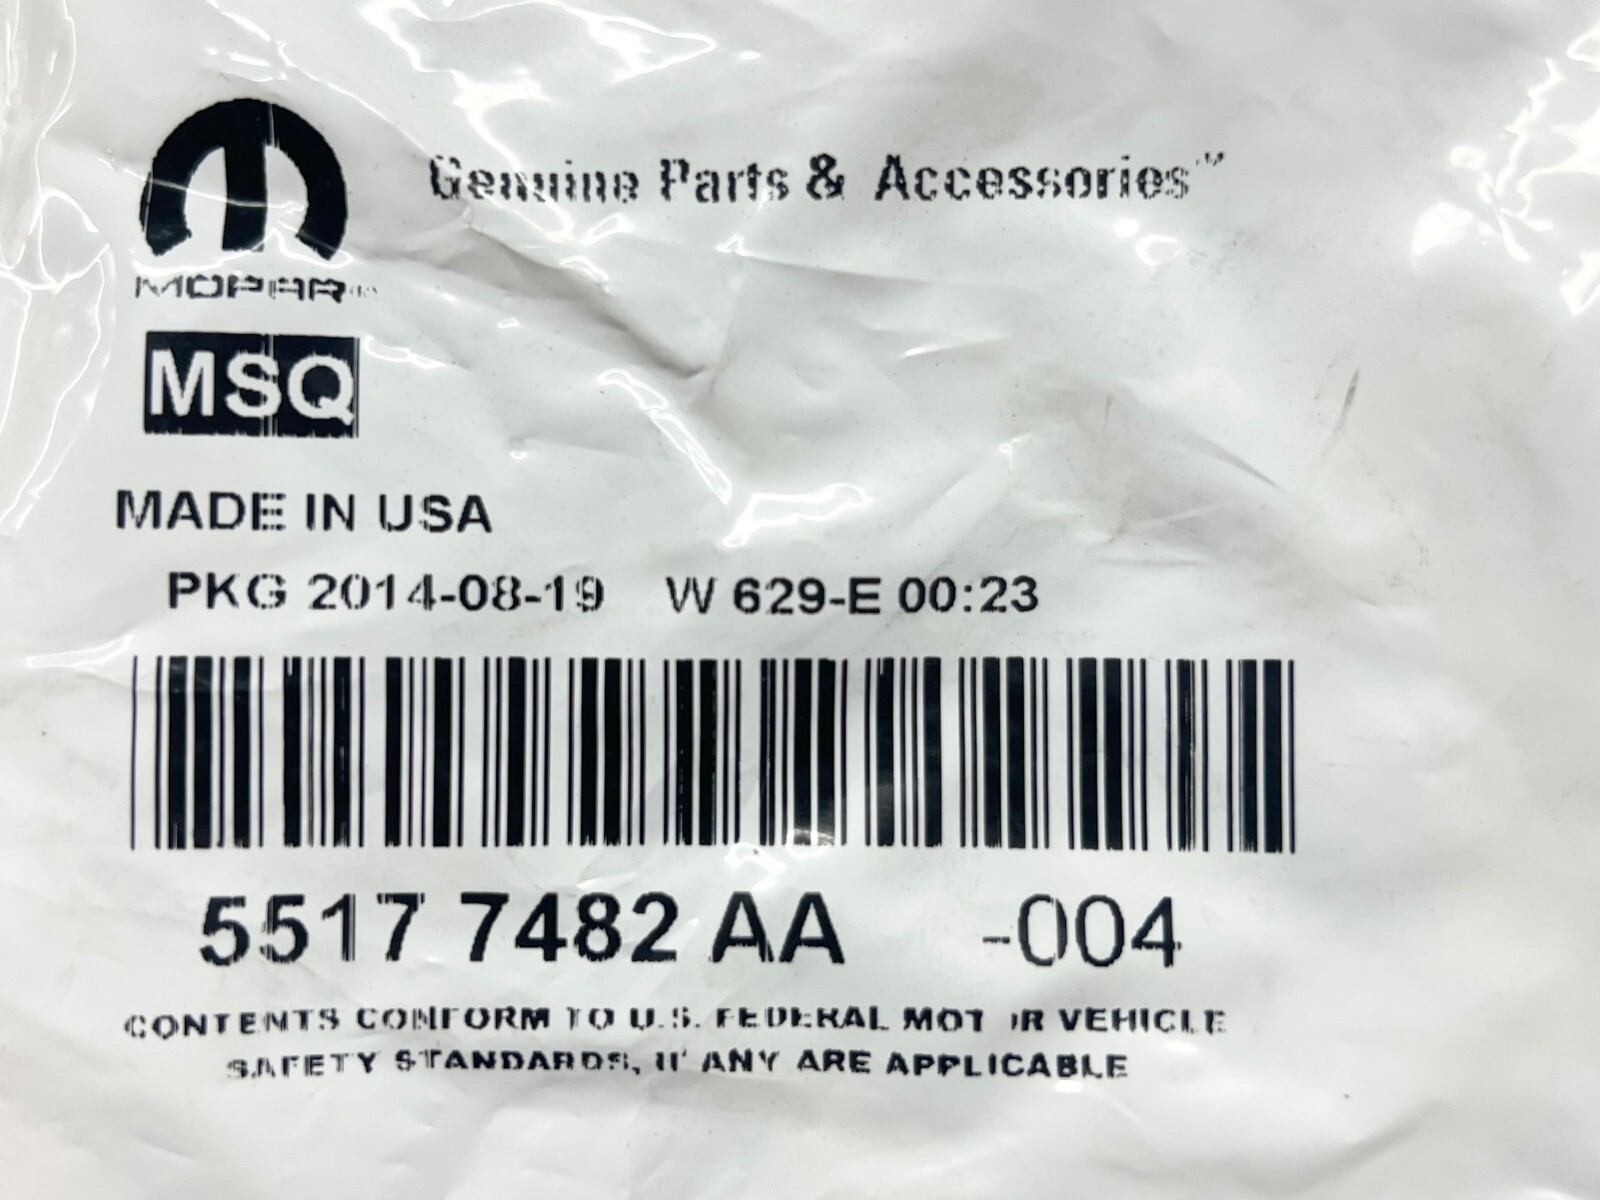 Genuine Parts & Accessories™
MOPAR®
MSQ
MADE IN USA
PKG 2014-08-19 W 629-E 00:23
5517 7482 AA -004
CONTENTS CONFORM TO U.S. FEDERAL MOTOR VEHICLE
SAFETY STANDARDS, IF ANY ARE APPLICABLE